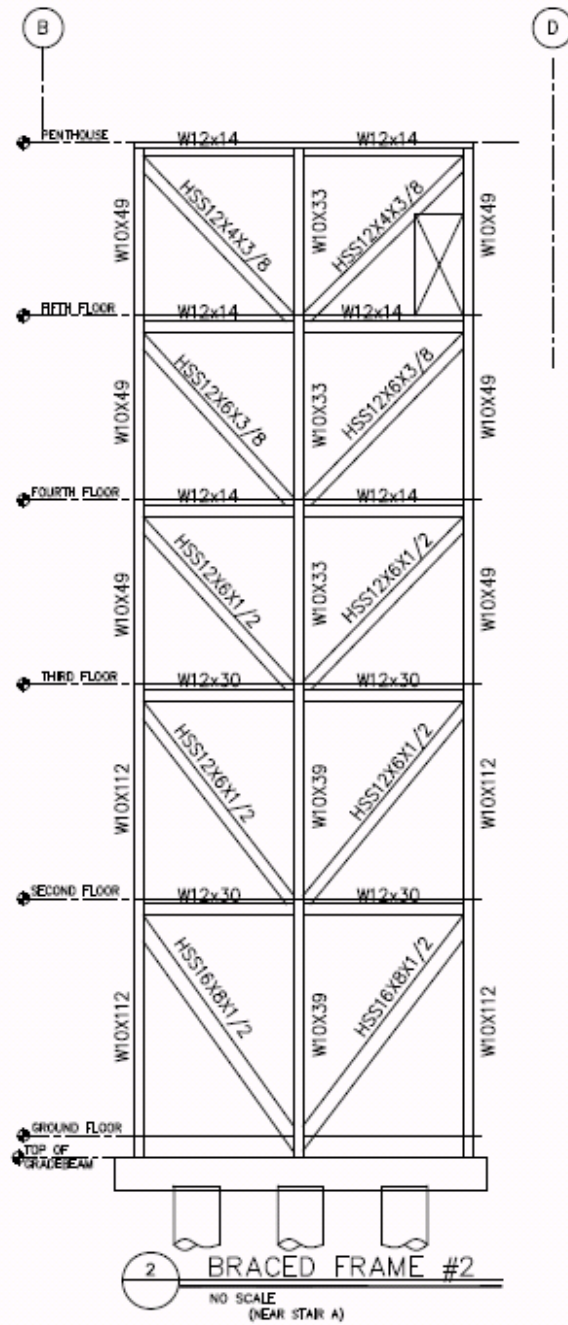 B D
PENTHOUSE
W12x14 W12x14
W10X49 HSS12X4X3/8 W10X33 HSS12X4X3/8 W10X49
FIFTH FLOOR
W12x14 W12x14
W10X49 HSS12X6X3/8 W10X33 HSS12X6X3/8 W10X49
FOURTH FLOOR
W12x14 W12x14
W10X49 HSS12X6X1/2 W10X33 HSS12X6X1/2 W10X49
THIRD FLOOR
W12x30 W12x30
W10X112 HSS12X6X1/2 W10X39 HSS12X6X1/2 W10X112
SECOND FLOOR
W12x30 W12x30
W10X112 HSS16X8X1/2 W10X39 HSS16X8X1/2 W10X112
GROUND FLOOR
TOP OF
GRADEBEAM
2 BRACED FRAME #2
NO SCALE
(NEAR STAIR A)